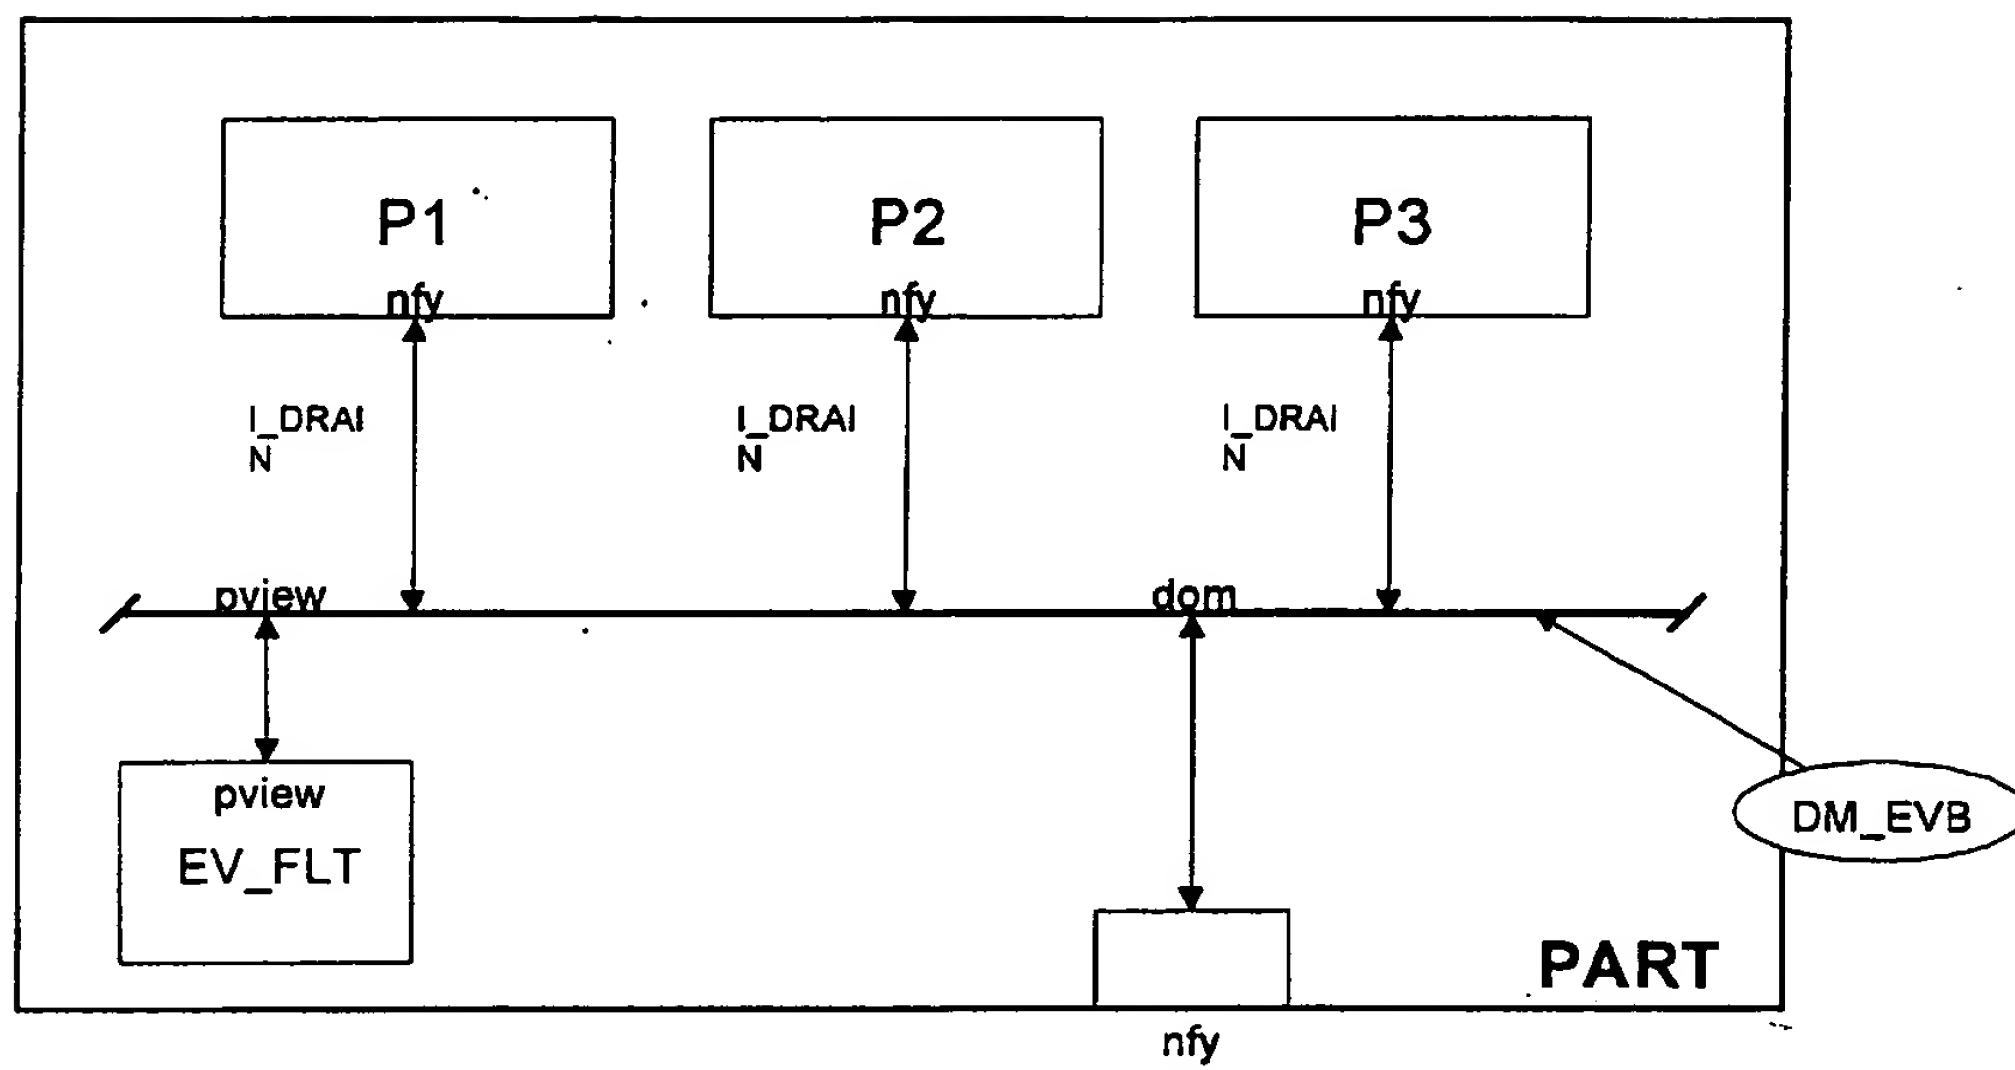 P1
nfy
P2
nfy
P3
nfy
I_DRAI
N
I_DRAI
N
I_DRAI
N
pview
dom
pview
EV_FLT
DM_EVB
PART
nfy